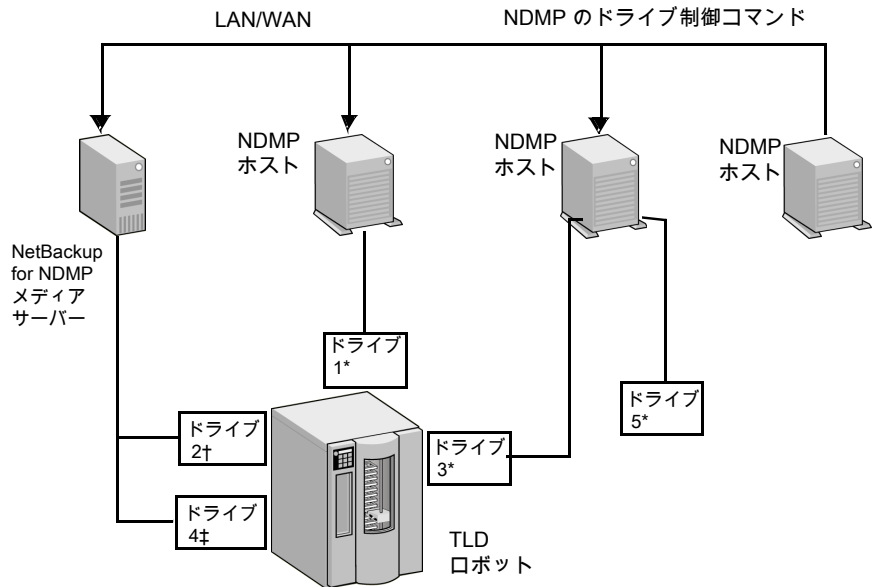 LAN/WAN
NDMP のドライブ制御コマンド
NDMP
ホスト
NDMP
ホスト
NDMP
ホスト
NetBackup
for NDMP
メディア
サーバー
ドライブ
1*
ドライブ
2†
ドライブ
3*
ドライブ
5*
ドライブ
4‡
TLD
ロボット